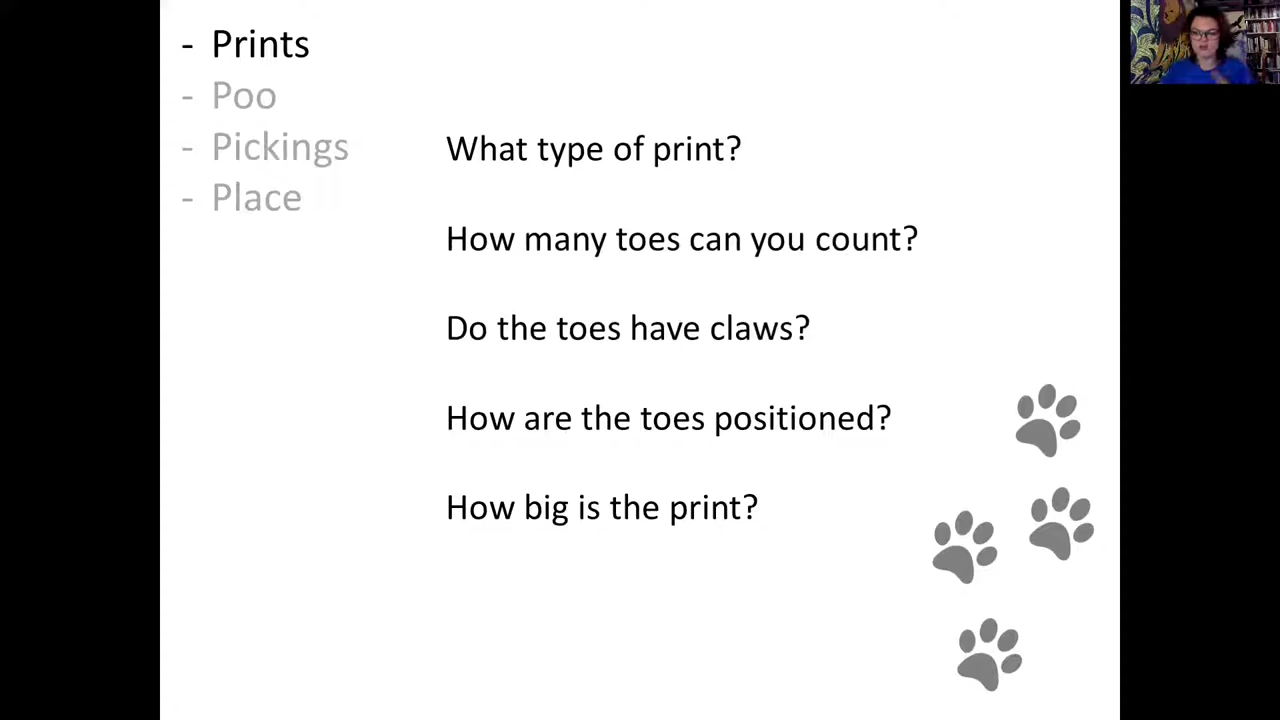 - Prints
- Poo
- Pickings
- Place
What type of print?
How many toes can you count?
Do the toes have claws?
How are the toes positioned?
How big is the print?